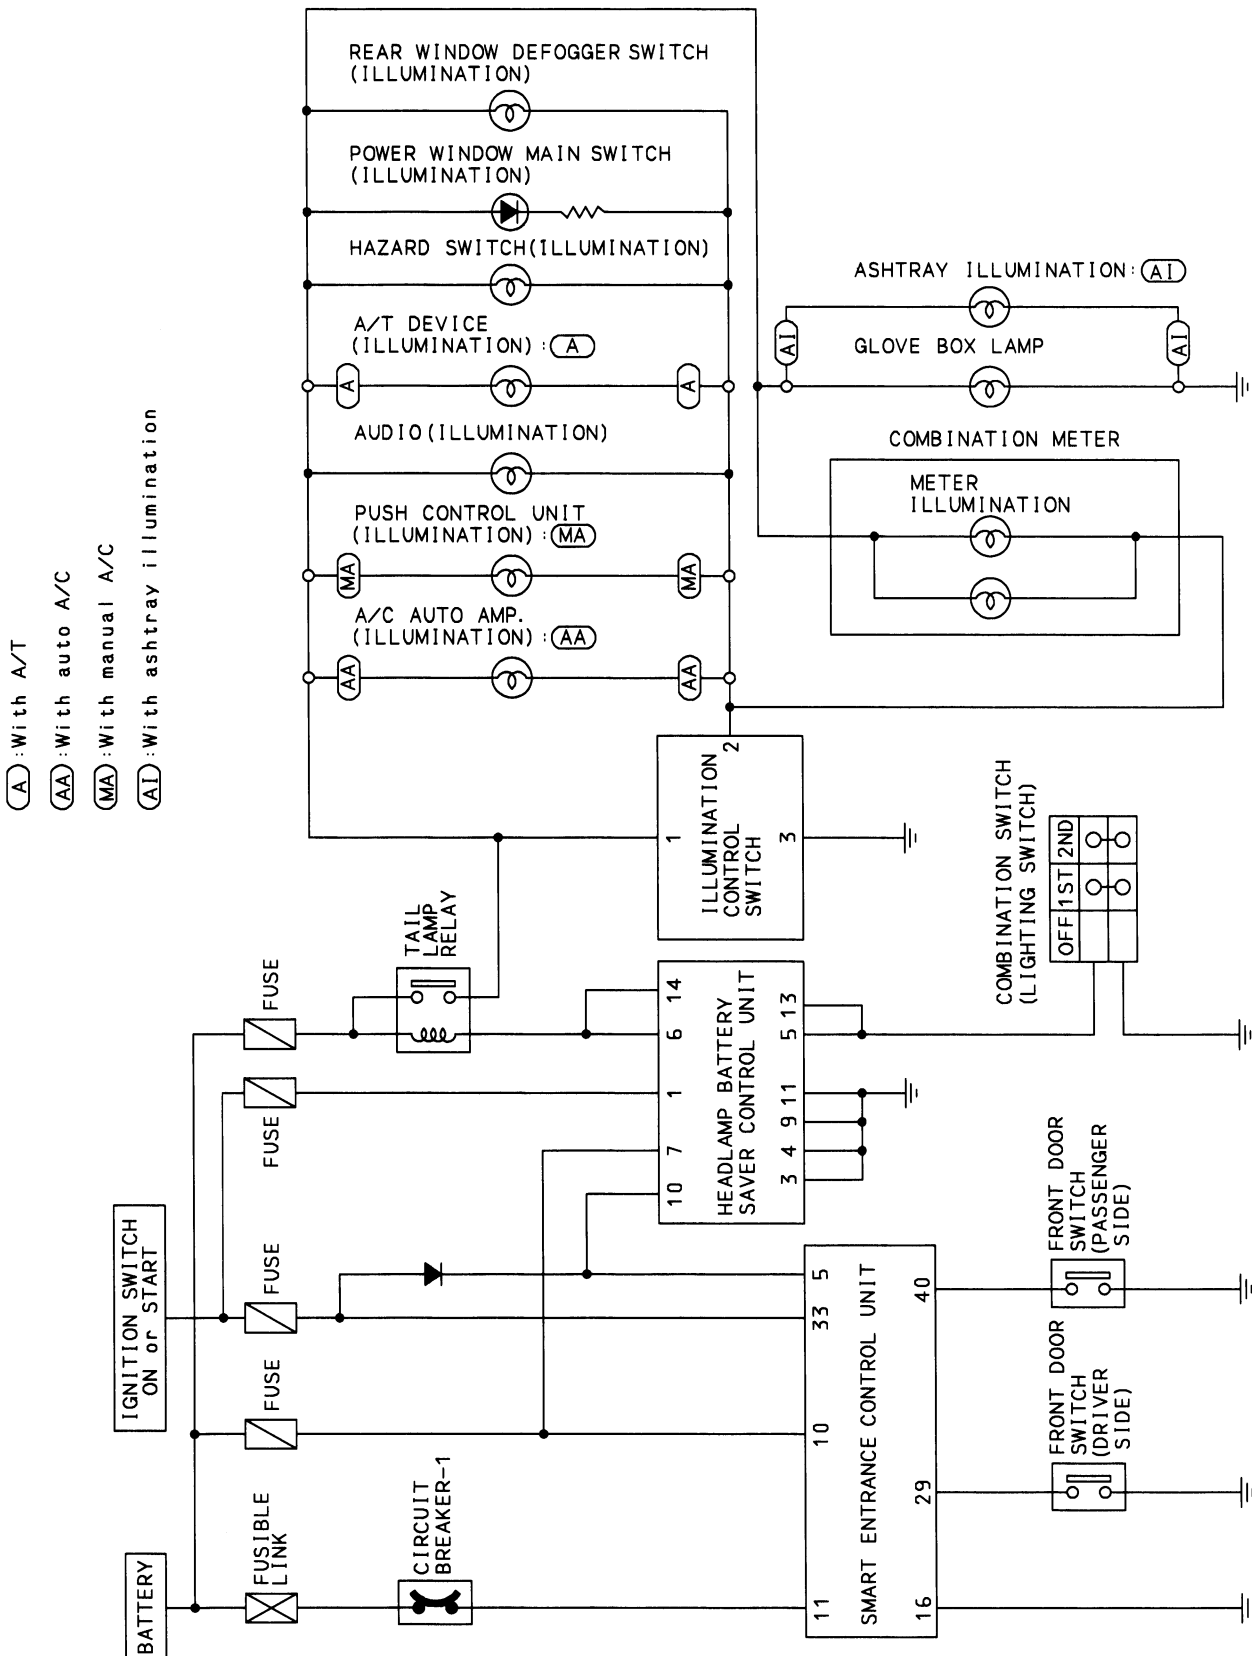 REAR WINDOW DEFOGGER SWITCH
(ILLUMINATION)
POWER WINDOW MAIN SWITCH
(ILLUMINATION)
HAZARD SWITCH(ILLUMINATION)
A/T DEVICE
(ILLUMINATION) : A
A
A
AUDIO(ILLUMINATION)
PUSH CONTROL UNIT
(ILLUMINATION) : MA
MA
MA
A/C AUTO AMP.
(ILLUMINATION) : AA
AA
AA
ASHTRAY ILLUMINATION: AI
AI
AI
GLOVE BOX LAMP
COMBINATION METER
METER
ILLUMINATION
A : With A/T
AA : With auto A/C
MA : With manual A/C
AI : With ashtray illumination
ILLUMINATION
CONTROL
SWITCH
1
2
3
TAIL
LAMP
RELAY
COMBINATION SWITCH
(LIGHTING SWITCH)
OFF 1ST 2ND
FUSE
FUSE
FUSE
FUSE
HEADLAMP BATTERY
SAVER CONTROL UNIT
14
6
1
7
10
13
5
11
9
4
3
IGNITION SWITCH
ON or START
BATTERY
FUSIBLE
LINK
CIRCUIT
BREAKER-1
SMART ENTRANCE CONTROL UNIT
5
33
10
11
40
29
16
FRONT DOOR
SWITCH
(PASSENGER
SIDE)
FRONT DOOR
SWITCH
(DRIVER
SIDE)